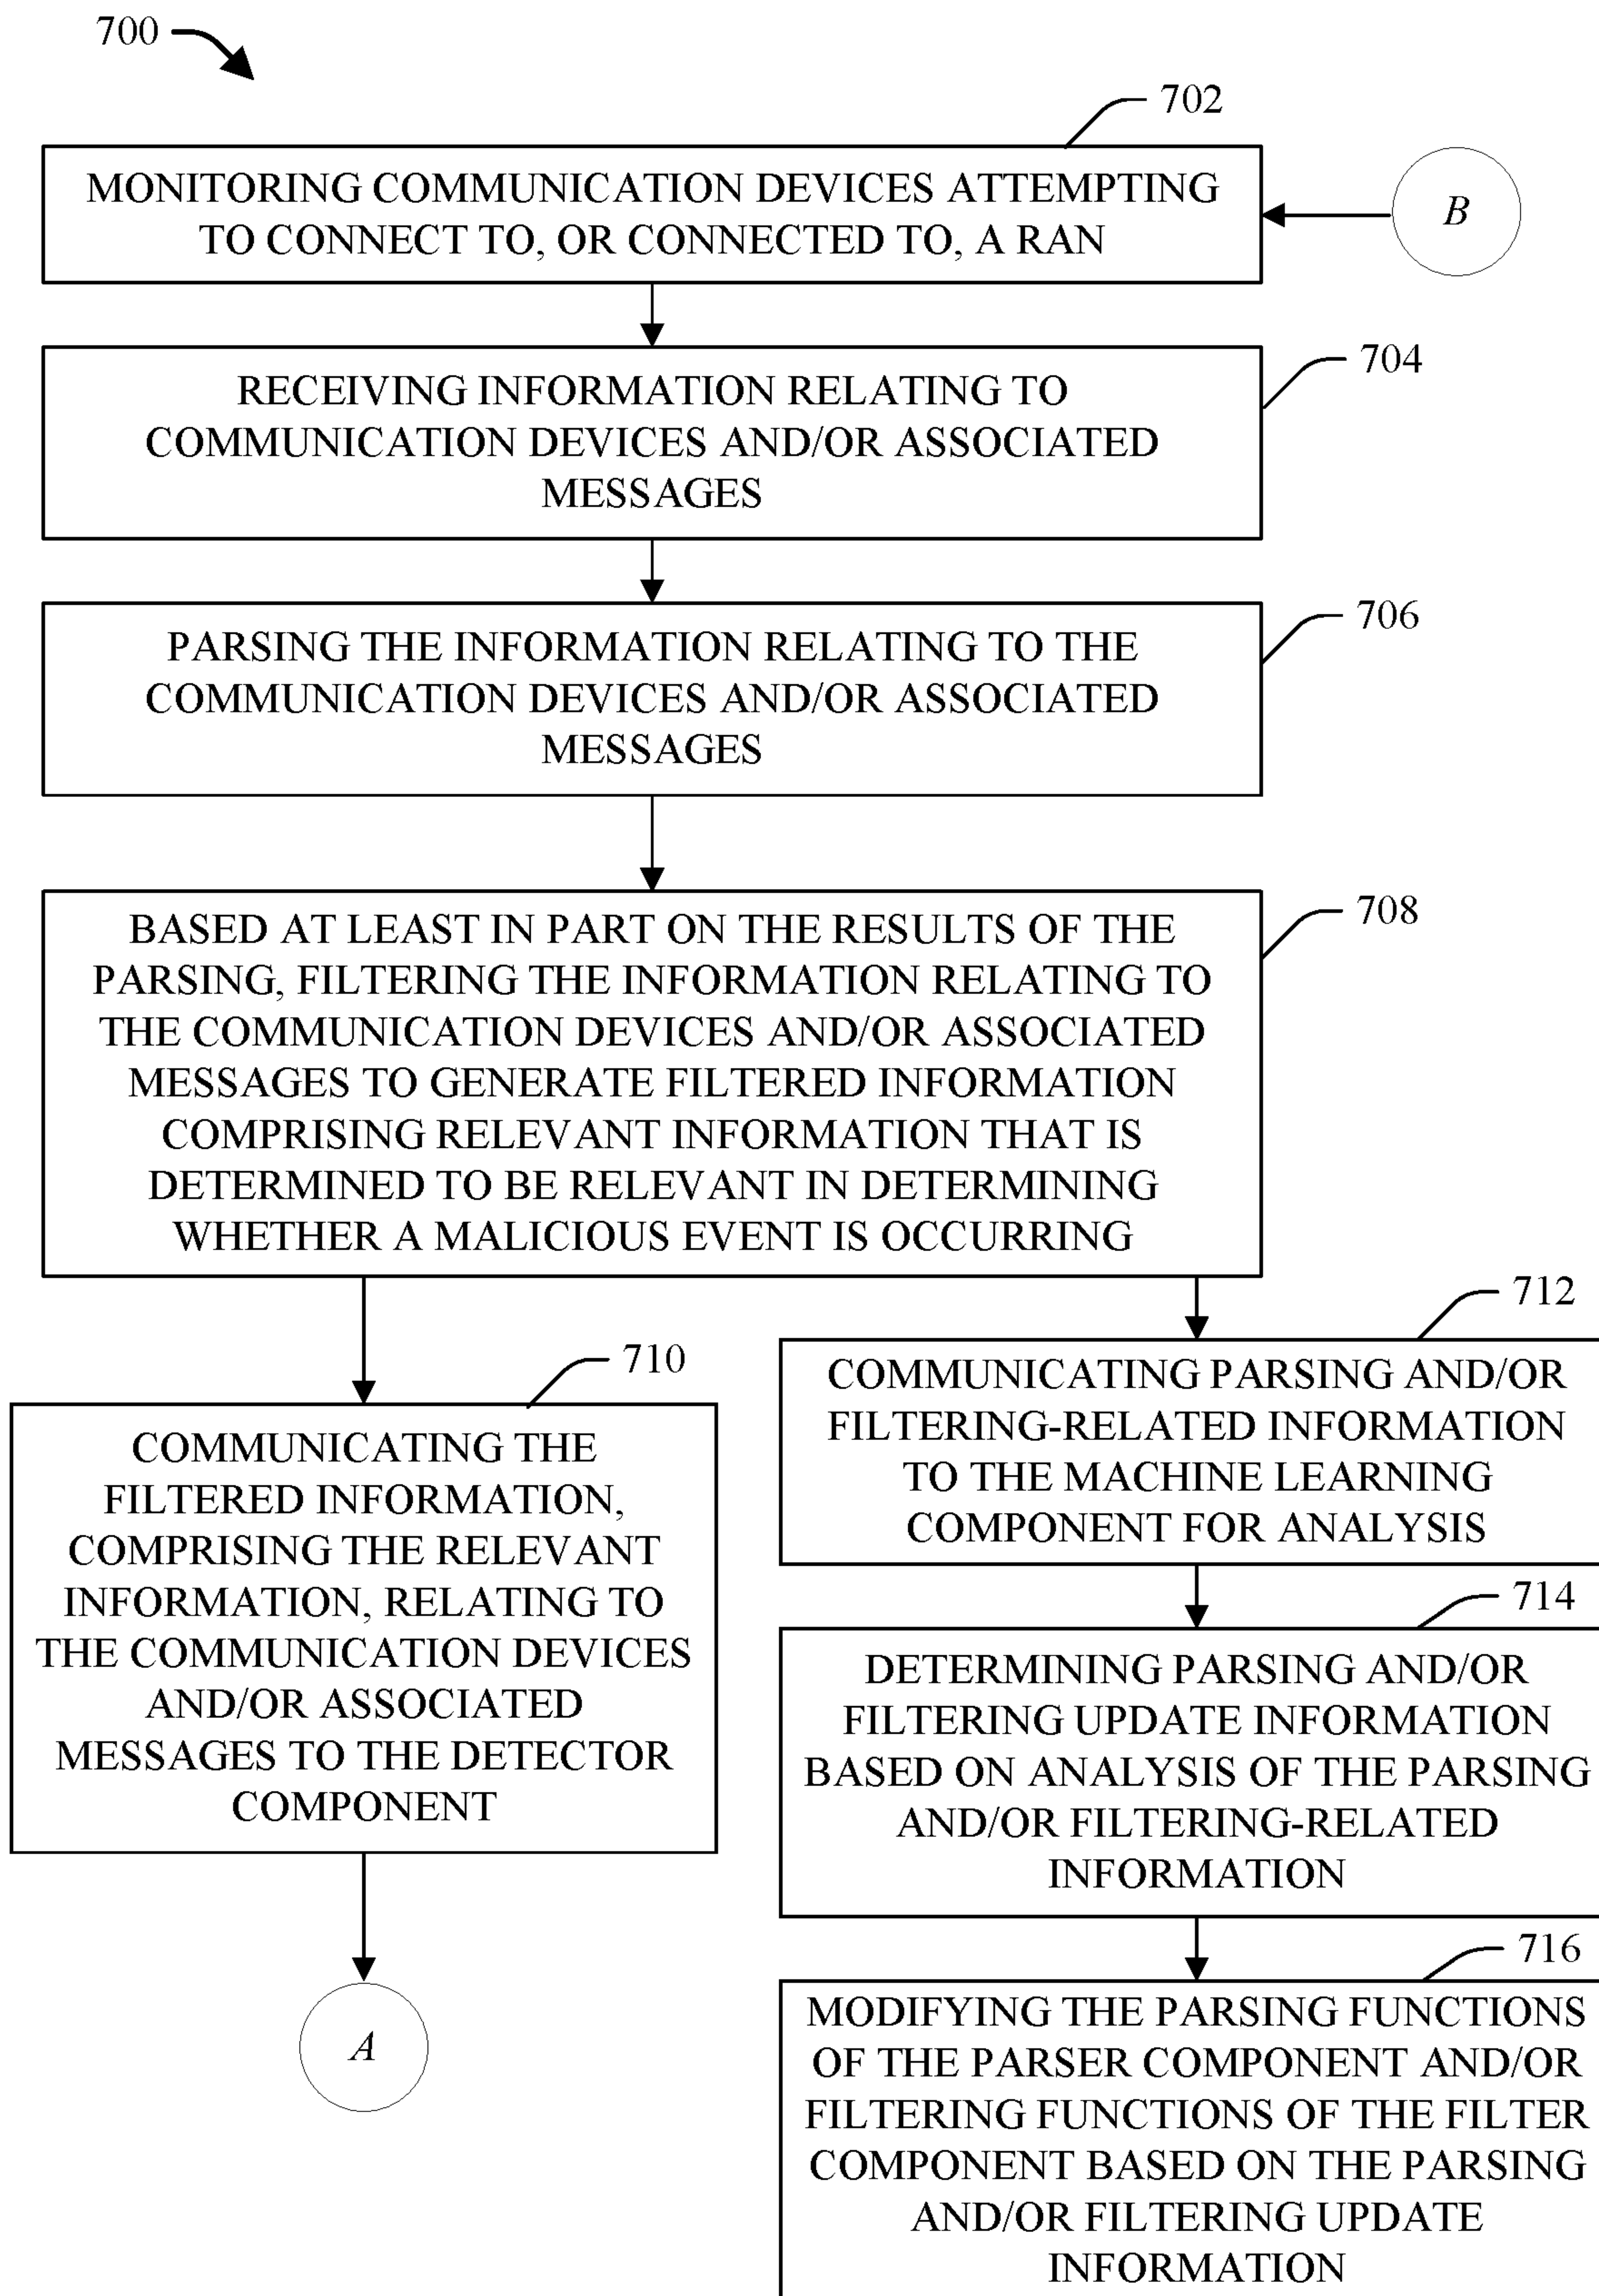 700
702
MONITORING COMMUNICATION DEVICES ATTEMPTING
TO CONNECT TO, OR CONNECTED TO, A RAN
B
704
RECEIVING INFORMATION RELATING TO
COMMUNICATION DEVICES AND/OR ASSOCIATED
MESSAGES
706
PARSING THE INFORMATION RELATING TO THE
COMMUNICATION DEVICES AND/OR ASSOCIATED
MESSAGES
708
BASED AT LEAST IN PART ON THE RESULTS OF THE
PARSING, FILTERING THE INFORMATION RELATING TO
THE COMMUNICATION DEVICES AND/OR ASSOCIATED
MESSAGES TO GENERATE FILTERED INFORMATION
COMPRISING RELEVANT INFORMATION THAT IS
DETERMINED TO BE RELEVANT IN DETERMINING
WHETHER A MALICIOUS EVENT IS OCCURRING
710
COMMUNICATING THE
FILTERED INFORMATION,
COMPRISING THE RELEVANT
INFORMATION, RELATING TO
THE COMMUNICATION DEVICES
AND/OR ASSOCIATED
MESSAGES TO THE DETECTOR
COMPONENT
A
712
COMMUNICATING PARSING AND/OR
FILTERING-RELATED INFORMATION
TO THE MACHINE LEARNING
COMPONENT FOR ANALYSIS
714
DETERMINING PARSING AND/OR
FILTERING UPDATE INFORMATION
BASED ON ANALYSIS OF THE PARSING
AND/OR FILTERING-RELATED
INFORMATION
716
MODIFYING THE PARSING FUNCTIONS
OF THE PARSER COMPONENT AND/OR
FILTERING FUNCTIONS OF THE FILTER
COMPONENT BASED ON THE PARSING
AND/OR FILTERING UPDATE
INFORMATION